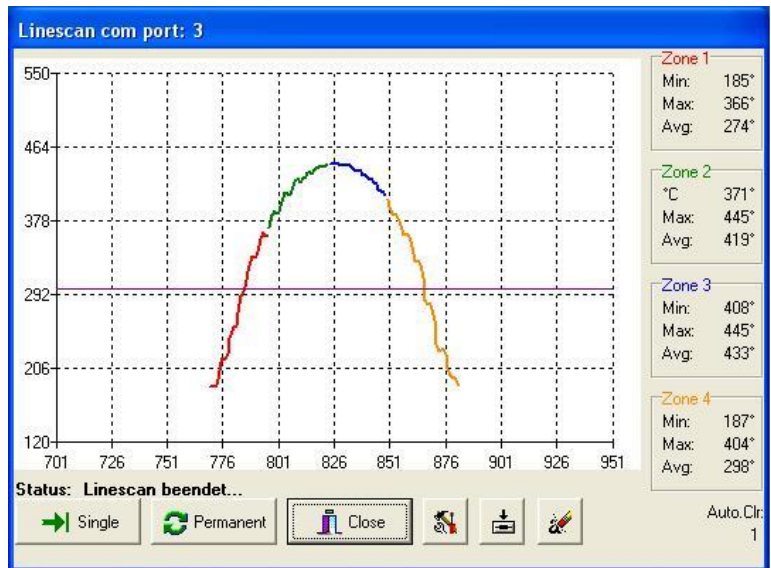 Linescan com port: 3
550
464
378
292
206
120
701 726 751 776 801 826 851 876 901 926 951
Zone 1
Min: 185°
Max: 366°
Avg: 274°
Zone 2
°C 371°
Max: 445°
Avg: 419°
Zone 3
Min: 408°
Max: 445°
Avg: 433°
Zone 4
Min: 187°
Max: 404°
Avg: 298°
Status: Linescan beendet...
Single Permanent Close
Auto.Clr:
1